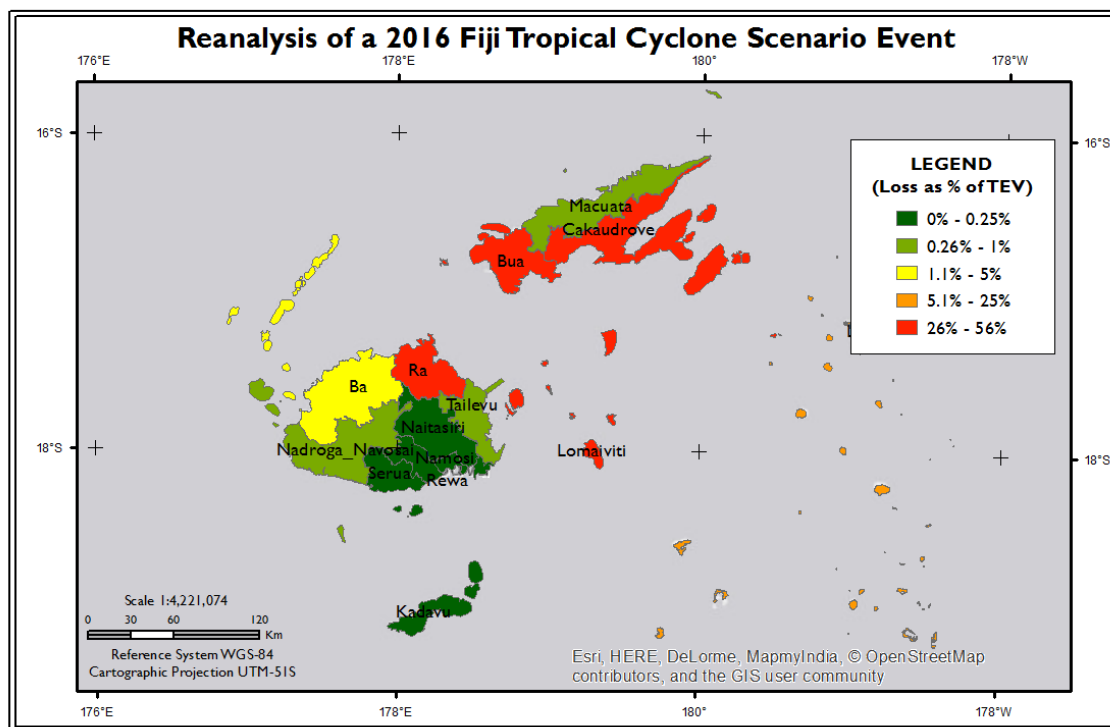 Reanalysis of a 2016 Fiji Tropical Cyclone Scenario Event
176°E 178°E 180° 178°W
16°S 16°S
LEGEND
(Loss as % of TEV)
0% - 0.25%
0.26% - 1%
1.1% - 5%
5.1% - 25%
26% - 56%
Macuata
Cakaudrove
Bua
Ra
Ba
Tailevu
Naitasiri
Nadroga_Navosai
Namosi
Lomaiviti
18°S 18°S
Serua
Rewa
Kadavu
Scale 1:4,221,074
0 30 60 120
Km
Reference System WGS-84
Cartographic Projection UTM-51S
Esri, HERE, DeLorme, MapmyIndia, © OpenStreetMap
contributors, and the GIS user community
176°E 178°E 180° 178°W